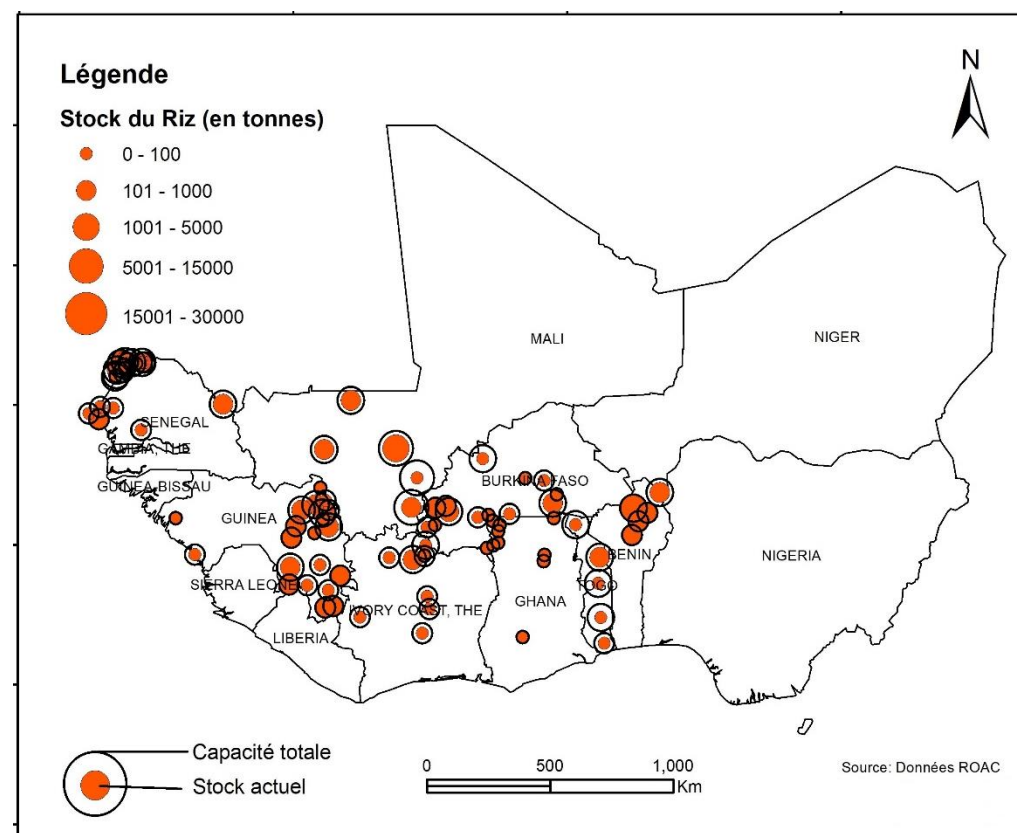 Légende
Stock du Riz (en tonnes)
0 - 100
101 - 1000
1001 - 5000
5001 - 15000
15001 - 30000
N
MALI
NIGER
SENEGAL
GAMBIA, THE
GUINEA-BISSAU
BURKINA FASO
GUINEA
BENIN
NIGERIA
SIERRA LEONE
TOGO
GHANA
IVORY COAST, THE
LIBERIA
Capacité totale
Stock actuel
0 500 1,000
Km
Source: Données ROAC